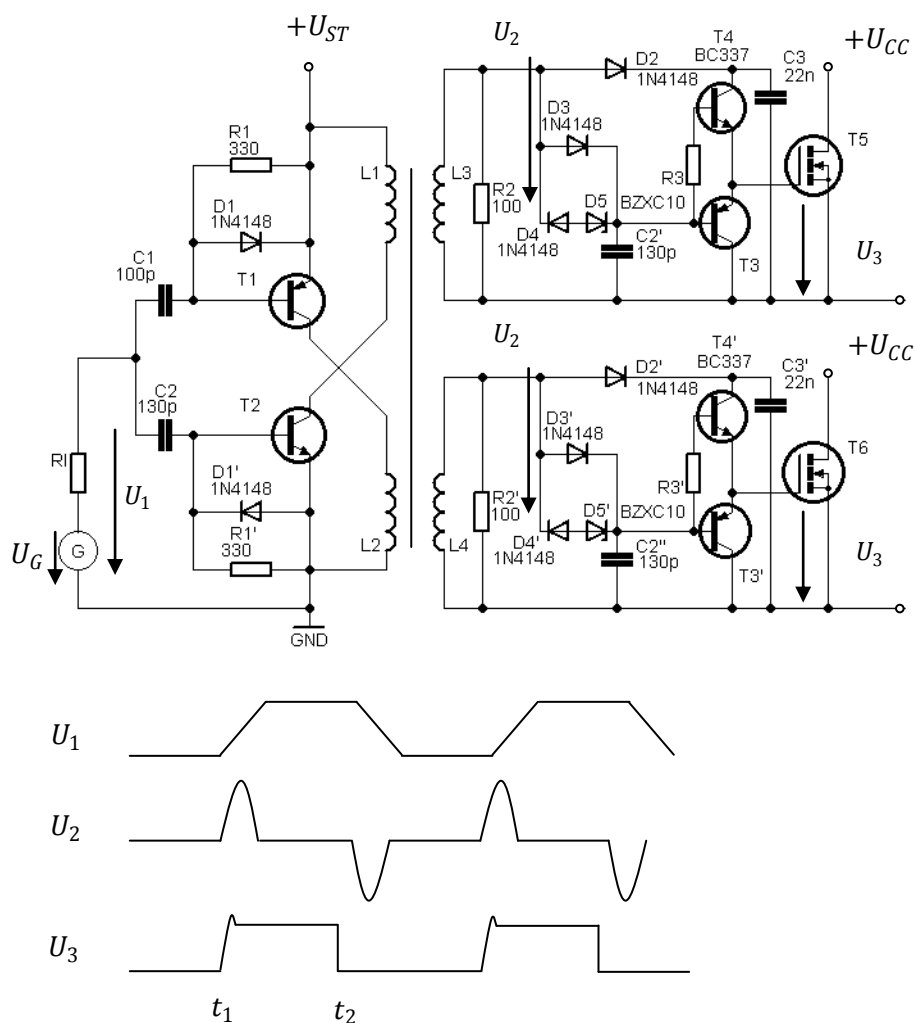 +U_ST
R1
330
D1
1N4148
C1
100p
T1
L1
C2
130p
T2
RI
U_1
D1'
1N4148
R1'
330
L2
U_G
G
GND
U_2
D2
1N4148
T4
BC337
C3
22n
+U_CC
D3
1N4148
L3
R2
100
R3
T5
D5
BZXC10
D4
1N4148
C2'
130p
T3
U_3
U_2
D2'
1N4148
T4'
BC337
C3'
22n
+U_CC
D3'
1N4148
L4
R2'
100
R3'
T6
D5'
BZXC10
D4'
1N4148
C2"
130p
T3'
U_3
U_1
U_2
U_3
t_1 t_2